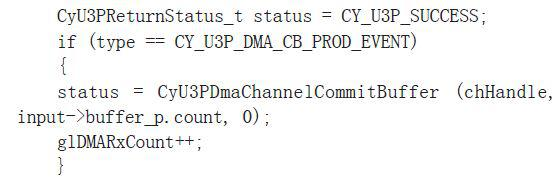 CyU3PReturnStatus_t status = CY_U3P_SUCCESS;
if (type == CY_U3P_DMA_CB_PROD_EVENT)
{
status = CyU3PDmaChannelCommitBuffer (chHandle,
input->buffer_p.count, 0);
glDMARxCount++;
}